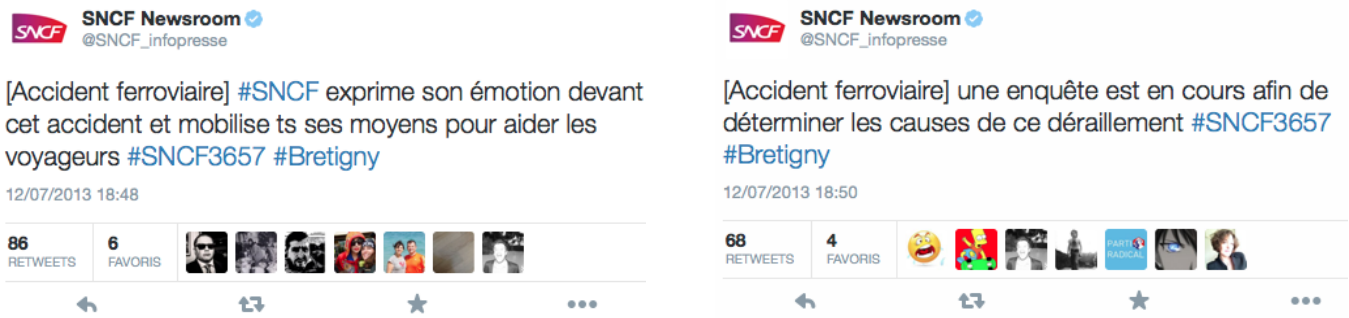 SNCF
SNCF Newsroom
@SNCF_infopresse
[Accident ferroviaire] #SNCF exprime son émotion devant
cet accident et mobilise ts ses moyens pour aider les
voyageurs #SNCF3657 #Bretigny
12/07/2013 18:48
86
RETWEETS
6
FAVORIS
SNCF
SNCF Newsroom
@SNCF_infopresse
[Accident ferroviaire] une enquête est en cours afin de
déterminer les causes de ce déraillement #SNCF3657
#Bretigny
12/07/2013 18:50
68
RETWEETS
4
FAVORIS
PARTI
RADICAL